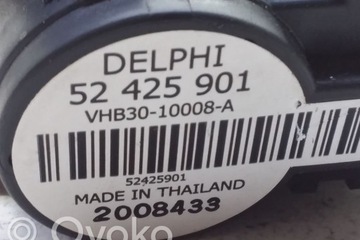 DELPHI
52 425 901
VHB30-10008-A
52425901
MADE IN THAILAND
2008433
ovoko